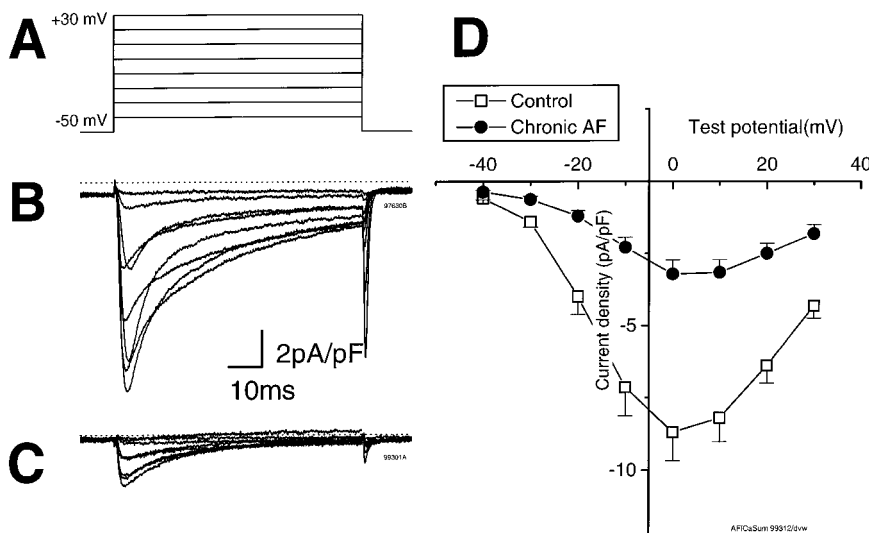 A
+30 mV
-50 mV
B
97630B
2pA/pF
10ms
C
99301A
D
Control
Chronic AF
Test potential(mV)
-40
-20
0
20
40
Current density (pA/pF)
-5
-10
AFICaSum 99312/dvw